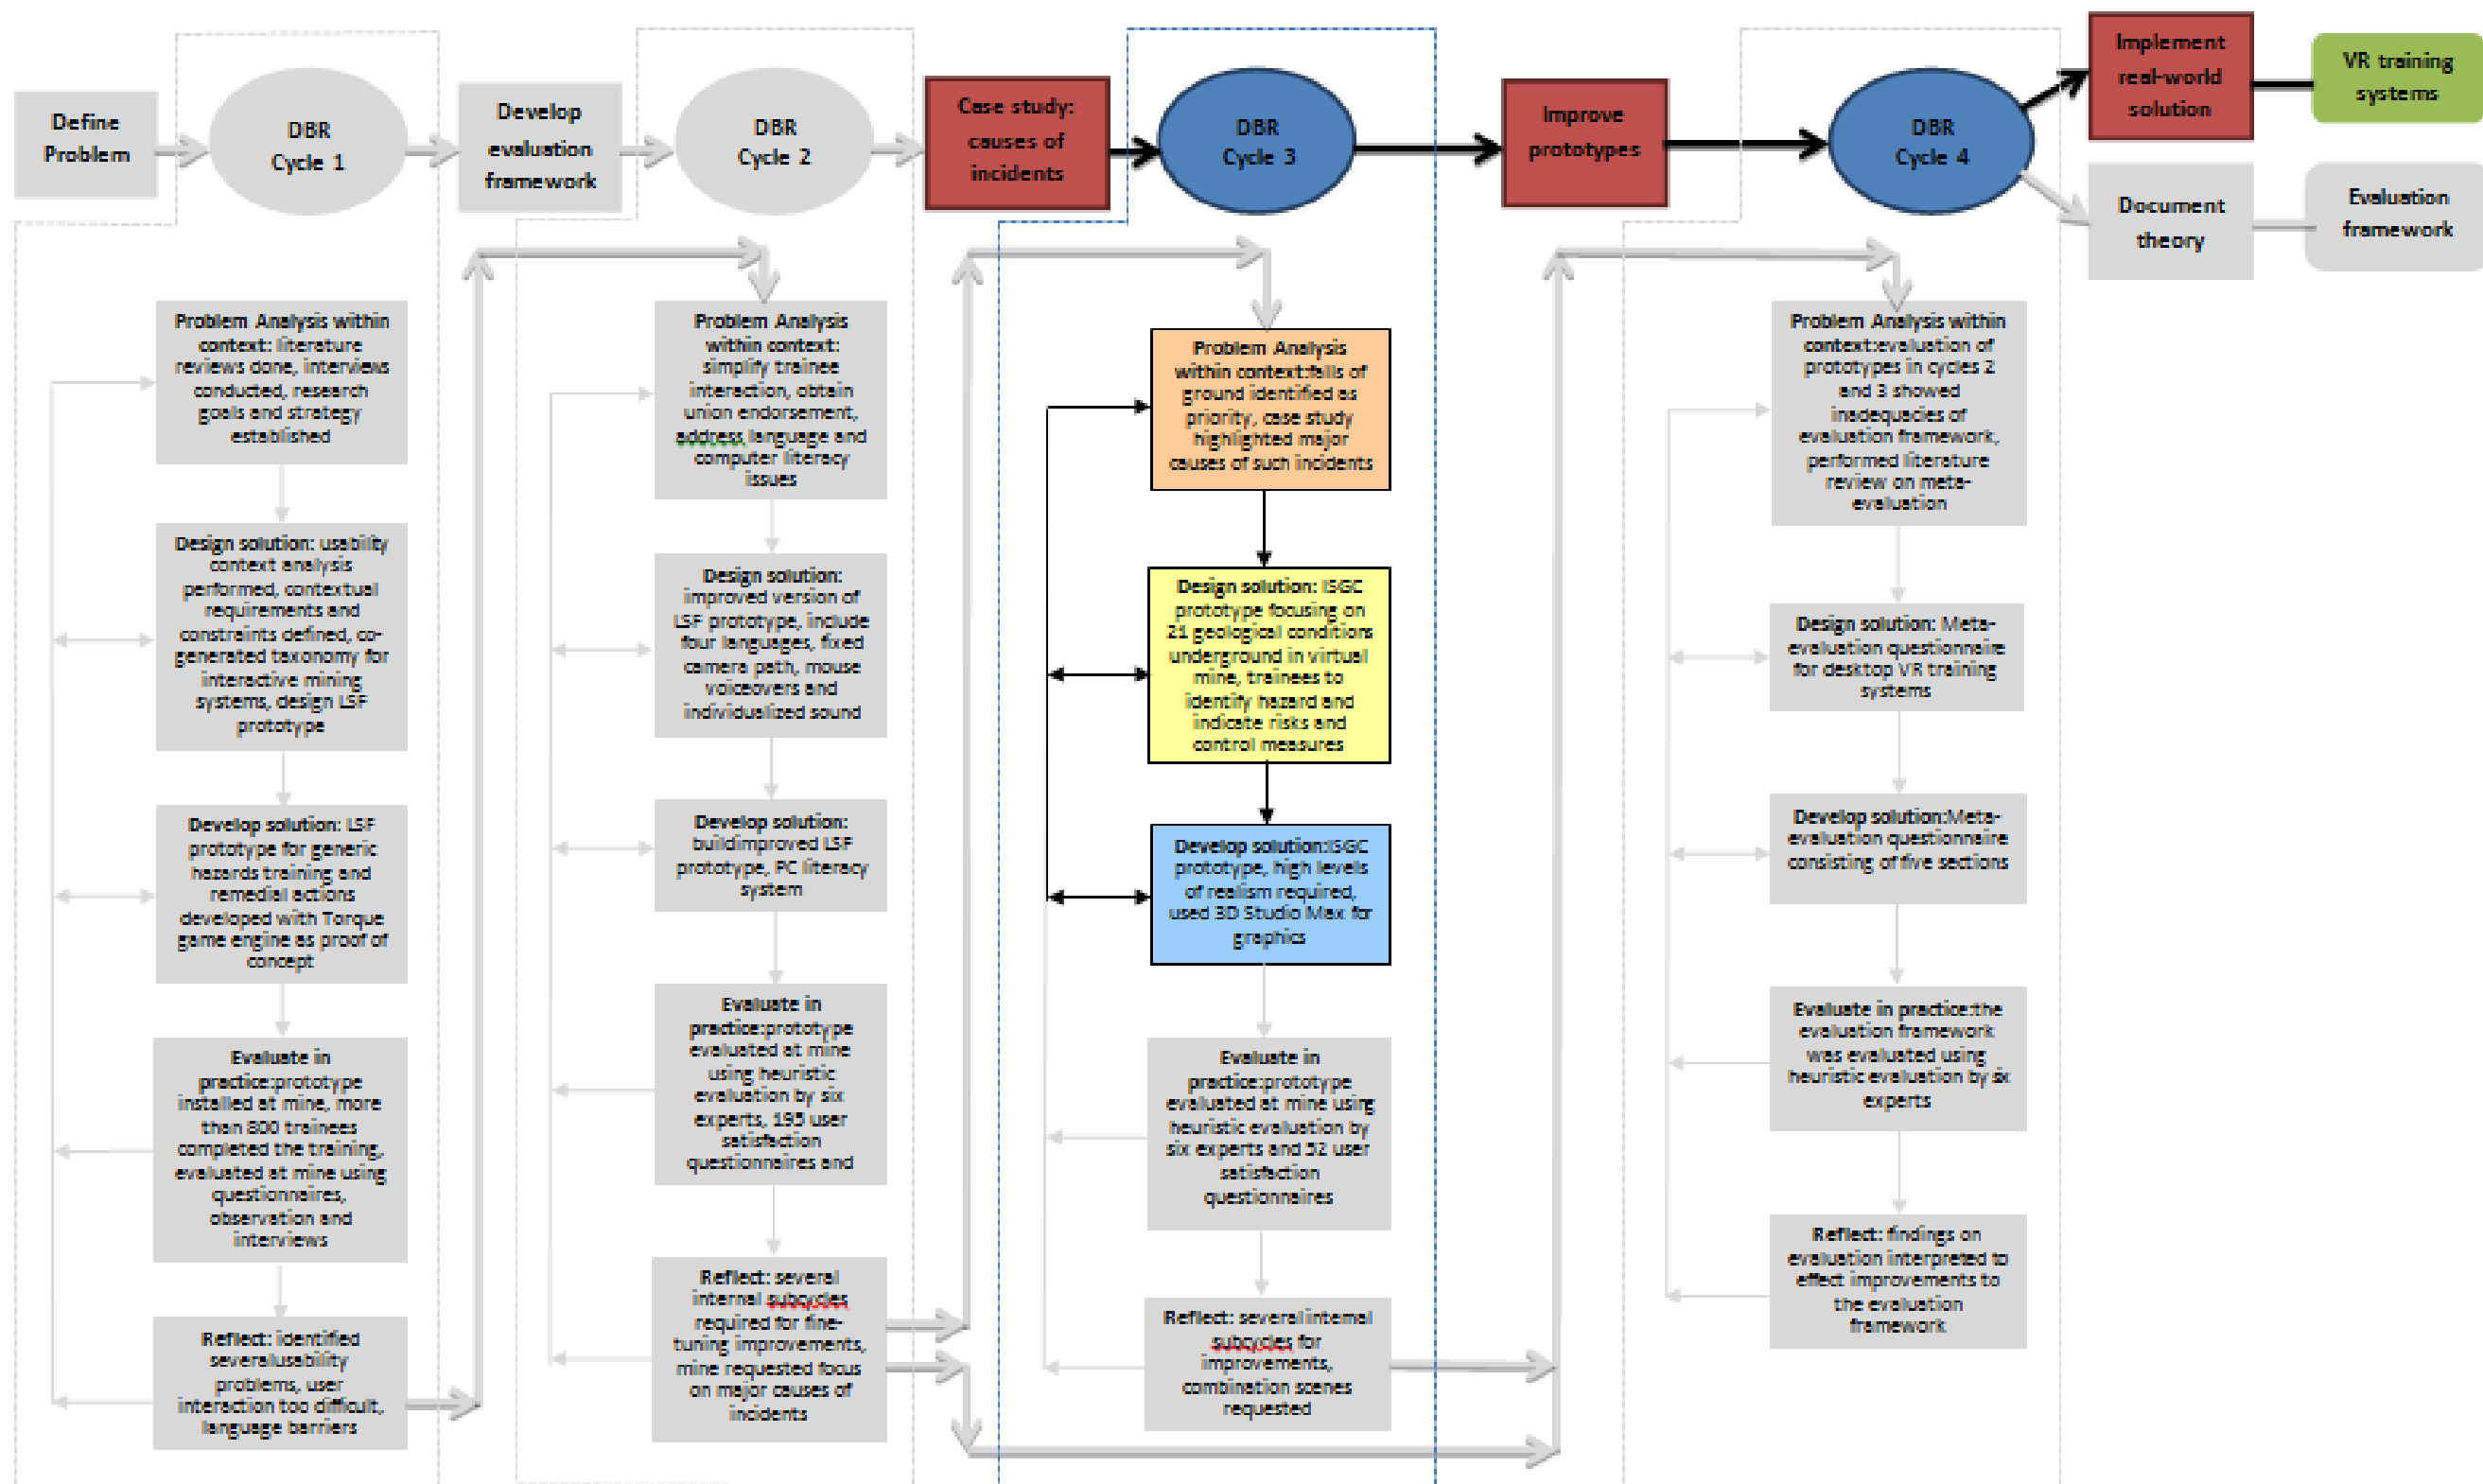 Define
Problem
DBR
Cycle 1
Develop
evaluation
framework
DBR
Cycle 2
Case study:
causes of
incidents
DBR
Cycle 3
Improve
prototypes
DBR
Cycle 4
Implement
real-world
solution
VR training
systems
Document
theory
Evaluation
framework
Problem Analysis within
context: literature
reviews done, interviews
conducted, research
goals and strategy
established
Design solution: usability
context analysis
performed, contextual
requirements and
constraints defined, co-
generated taxonomy for
interactive mining
systems, design LSF
prototype
Develop solution: LSF
prototype for generic
hazards training and
remedial actions
developed with Torque
game engine as proof of
concept
Evaluate in
practice:prototype
installed at mine, more
than 800 trainees
completed the training,
evaluated at mine using
questionnaires,
observation and
interviews
Reflect: identified
severalusability
problems, user
interaction too difficult,
language barriers
Problem Analysis
within context:
simplify trainee
interaction, obtain
union endorsement,
address language and
computer literacy
issues
Design solution:
improved version of
LSF prototype, include
four languages, fixed
camera path, mouse
voiceovers and
individualized sound
Develop solution:
buildimproved LSF
prototype, PC literacy
system
Evaluate in
practice:prototype
evaluated at mine
using heuristic
evaluation by six
experts, 195 user
satisfaction
questionnaires and
Reflect: several
internal subcycles
required for fine-
tuning improvements,
mine requested focus
on major causes of
incidents
Problem Analysis
within context:falls of
ground identified as
priority, case study
highlighted major
causes of such incidents
Design solution: ISGC
prototype focusing on
21 geological conditions
underground in virtual
mine, trainees to
identify hazard and
indicate risks and
control measures
Develop solution:ISGC
prototype, high levels
of realism required,
used 3D Studio Max for
graphics
Evaluate in
practice:prototype
evaluated at mine using
heuristic evaluation by
six experts and 52 user
satisfaction
questionnaires
Reflect: several internal
subcycles for
improvements,
combination scenes
requested
Problem Analysis within
context:evaluation of
prototypes in cycles 2
and 3 showed
inadequacies of
evaluation framework,
performed literature
review on meta-
evaluation
Design solution: Meta-
evaluation questionnaire
for desktop VR training
systems
Develop solution:Meta-
evaluation questionnaire
consisting of five sections
Evaluate in practice:the
evaluation framework
was evaluated using
heuristic evaluation by six
experts
Reflect: findings on
evaluation interpreted to
effect improvements to
the evaluation
framework